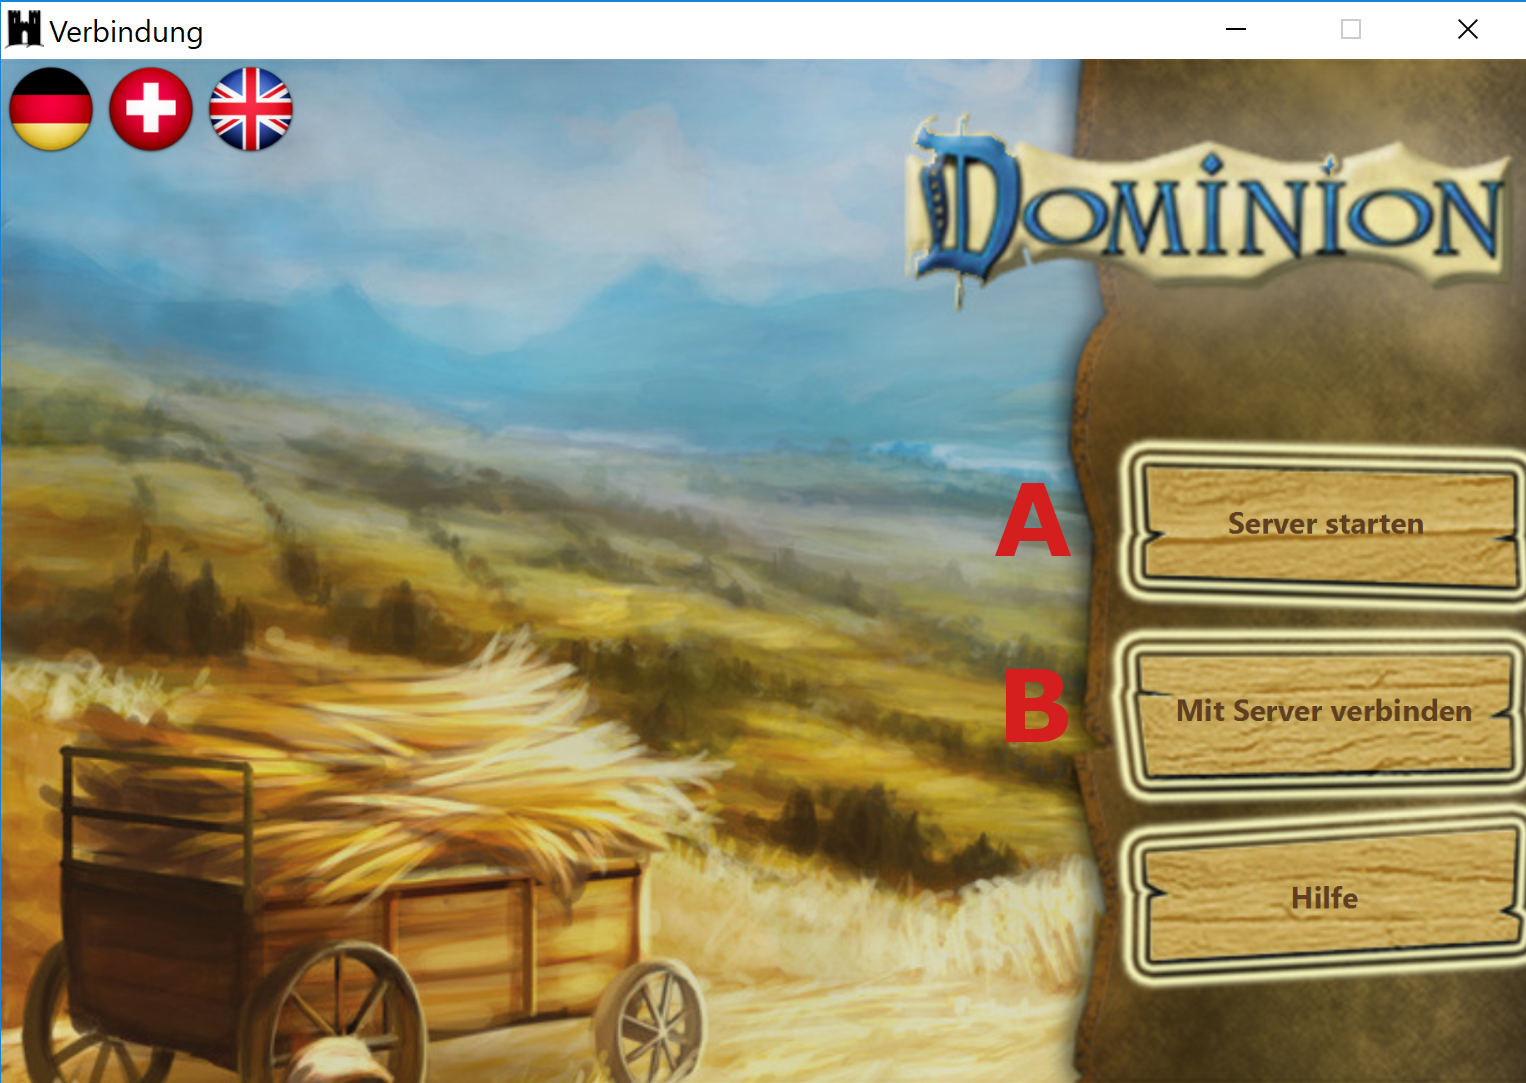 Verbindung
DOMINION
A
Server starten
B
Mit Server verbinden
Hilfe